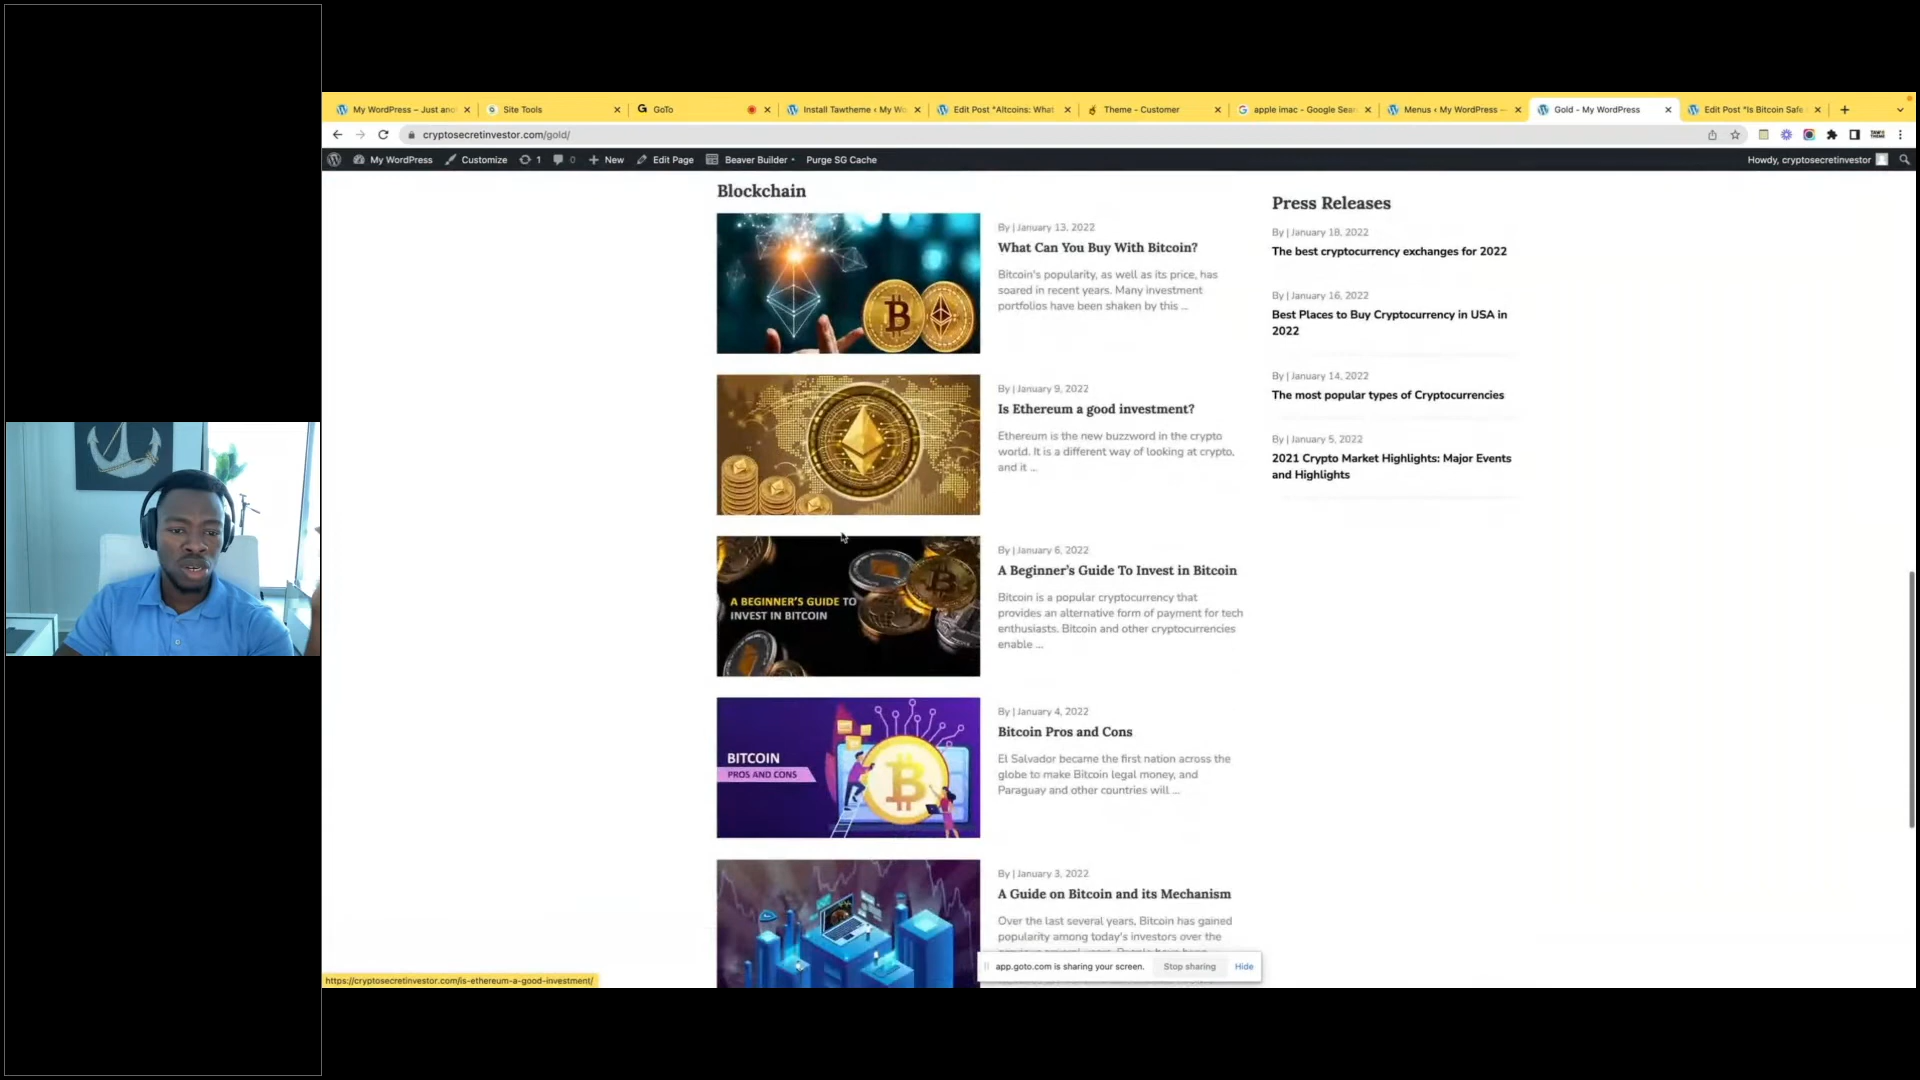 My WordPress – Just ano
Site Tools
GoTo
Install Tawtheme ‹ My Wo
Edit Post "Altcoins: What
Theme - Customer
apple imac - Google Sear
Menus ‹ My WordPress —
Gold - My WordPress
Edit Post "Is Bitcoin Safe
cryptosecretinvestor.com/gold/
My WordPress
Customize
1
0
New
Edit Page
Beaver Builder
Purge SG Cache
Howdy, cryptosecretinvestor
Blockchain
By | January 13, 2022
What Can You Buy With Bitcoin?
Bitcoin's popularity, as well as its price, has
soared in recent years. Many investment
portfolios have been shaken by this ...
By | January 9, 2022
Is Ethereum a good investment?
Ethereum is the new buzzword in the crypto
world. It is a different way of looking at crypto,
and it ...
A BEGINNER'S GUIDE TO
INVEST IN BITCOIN
By | January 6, 2022
A Beginner's Guide To Invest in Bitcoin
Bitcoin is a popular cryptocurrency that
provides an alternative form of payment for tech
enthusiasts. Bitcoin and other cryptocurrencies
enable ...
BITCOIN
PROS AND CONS
By | January 4, 2022
Bitcoin Pros and Cons
El Salvador became the first nation across the
globe to make Bitcoin legal money, and
Paraguay and other countries will ...
By | January 3, 2022
A Guide on Bitcoin and its Mechanism
Over the last several years, Bitcoin has gained
popularity among today's investors over the
Press Releases
By | January 18, 2022
The best cryptocurrency exchanges for 2022
By | January 16, 2022
Best Places to Buy Cryptocurrency in USA in
2022
By | January 14, 2022
The most popular types of Cryptocurrencies
By | January 5, 2022
2021 Crypto Market Highlights: Major Events
and Highlights
app.goto.com is sharing your screen.
Stop sharing
Hide
https://cryptosecretinvestor.com/is-ethereum-a-good-investment/